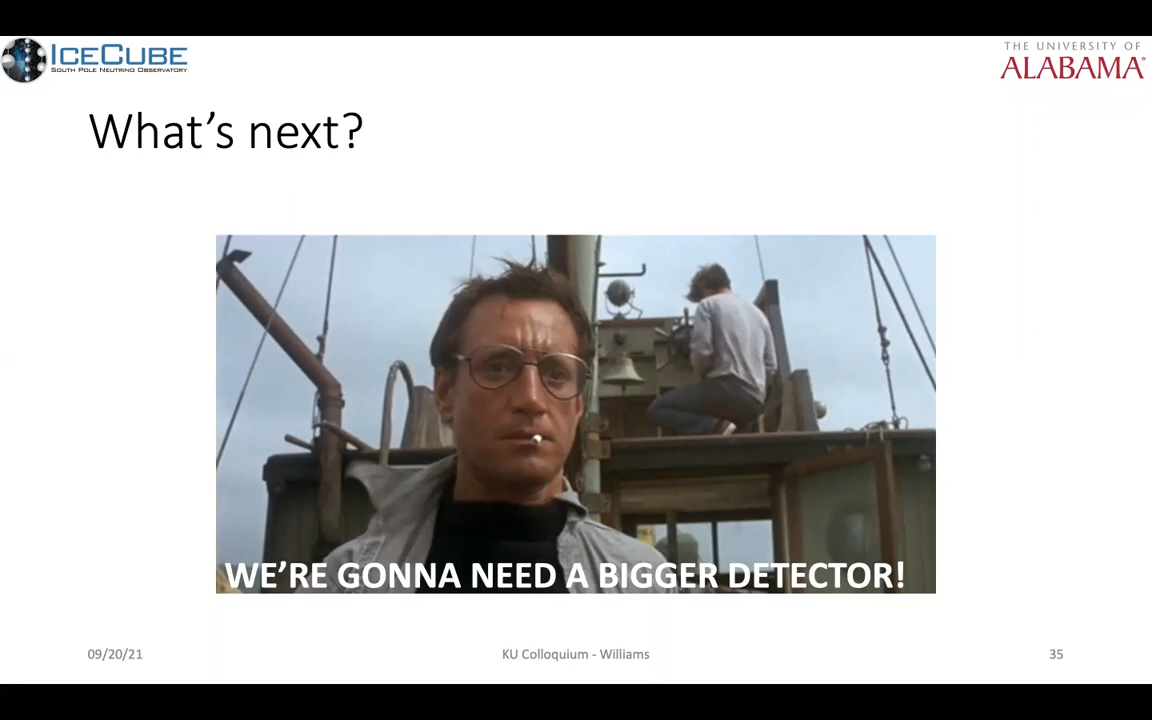 ICECUBE
SOUTH POLE NEUTRINO OBSERVATORY
THE UNIVERSITY OF
ALABAMA®
What's next?
WE'RE GONNA NEED A BIGGER DETECTOR!
09/20/21
KU Colloquium - Williams
35